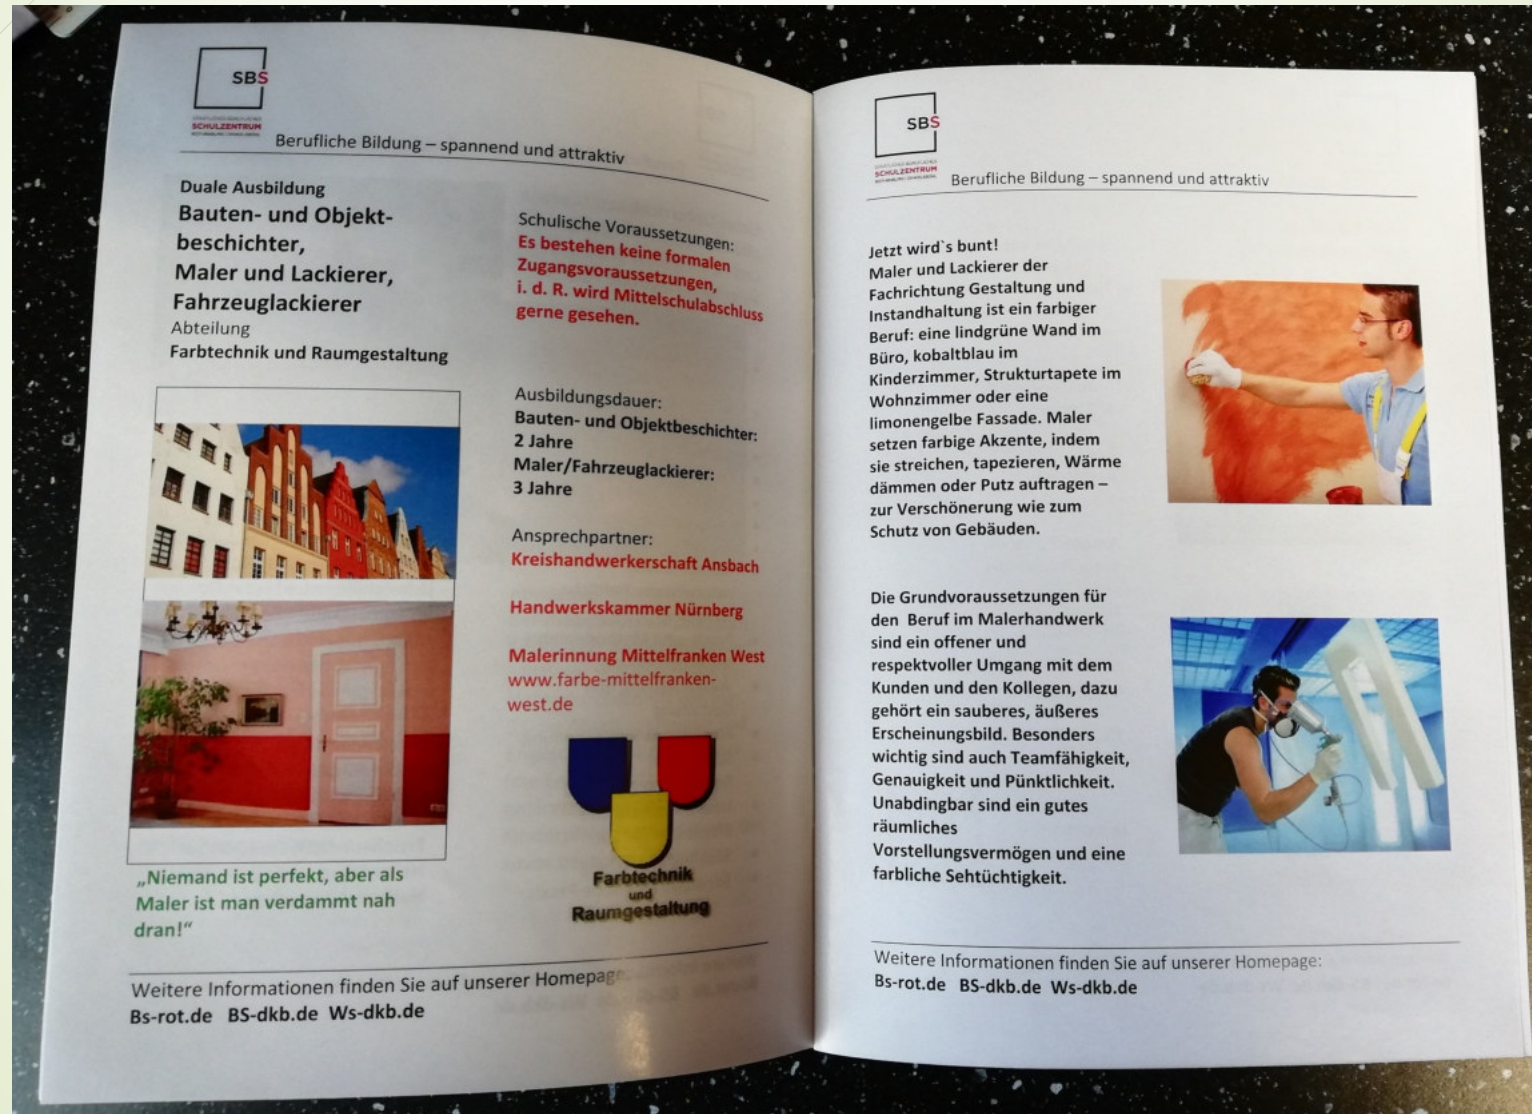 SBS
SCHULZENTRUM
Berufliche Bildung – spannend und attraktiv
Duale Ausbildung
Bauten- und Objekt-
beschichter,
Maler und Lackierer,
Fahrzeuglackierer
Abteilung
Farbtechnik und Raumgestaltung
„Niemand ist perfekt, aber als
Maler ist man verdammt nah
dran!“
Schulische Voraussetzungen:
Es bestehen keine formalen
Zugangsvoraussetzungen,
i. d. R. wird Mittelschulabschluss
gerne gesehen.
Ausbildungsdauer:
Bauten- und Objektbeschichter:
2 Jahre
Maler/Fahrzeuglackierer:
3 Jahre
Ansprechpartner:
Kreishandwerkerschaft Ansbach
Handwerkskammer Nürnberg
Malerinnung Mittelfranken West
www.farbe-mittelfranken-
west.de
Farbtechnik
und
Raumgestaltung
Weitere Informationen finden Sie auf unserer Homepage
Bs-rot.de BS-dkb.de Ws-dkb.de
SBS
SCHULZENTRUM
Berufliche Bildung – spannend und attraktiv
Jetzt wird`s bunt!
Maler und Lackierer der
Fachrichtung Gestaltung und
Instandhaltung ist ein farbiger
Beruf: eine lindgrüne Wand im
Büro, kobaltblau im
Kinderzimmer, Strukturtapete im
Wohnzimmer oder eine
limonengelbe Fassade. Maler
setzen farbige Akzente, indem
sie streichen, tapezieren, Wärme
dämmen oder Putz auftragen –
zur Verschönerung wie zum
Schutz von Gebäuden.
Die Grundvoraussetzungen für
den Beruf im Malerhandwerk
sind ein offener und
respektvoller Umgang mit dem
Kunden und den Kollegen, dazu
gehört ein sauberes, äußeres
Erscheinungsbild. Besonders
wichtig sind auch Teamfähigkeit,
Genauigkeit und Pünktlichkeit.
Unabdingbar sind ein gutes
räumliches
Vorstellungsvermögen und eine
farbliche Sehtüchtigkeit.
Weitere Informationen finden Sie auf unserer Homepage:
Bs-rot.de BS-dkb.de Ws-dkb.de